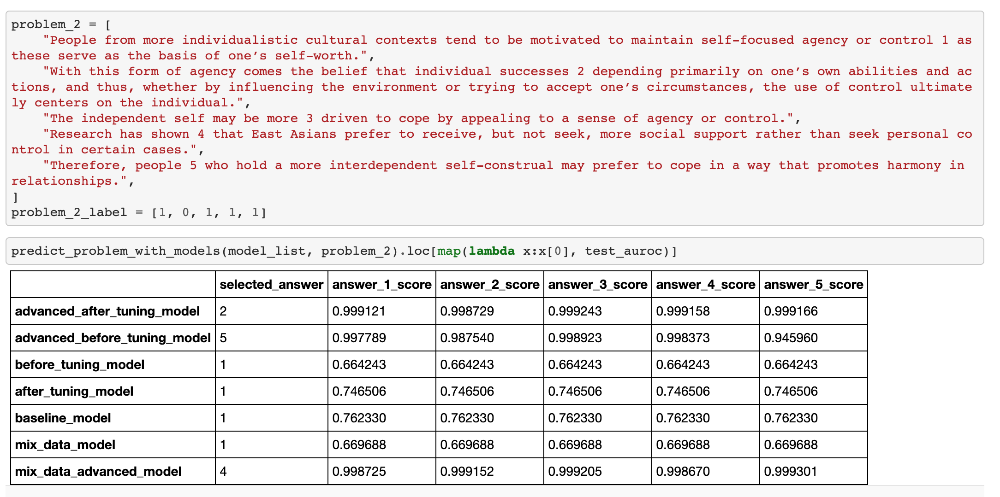 problem_2 = [
"People from more individualistic cultural contexts tend to be motivated to maintain self-focused agency or control 1 as
these serve as the basis of one’s self-worth.",
"With this form of agency comes the belief that individual successes 2 depending primarily on one’s own abilities and ac
tions, and thus, whether by influencing the environment or trying to accept one’s circumstances, the use of control ultimate
ly centers on the individual.",
"The independent self may be more 3 driven to cope by appealing to a sense of agency or control.",
"Research has shown 4 that East Asians prefer to receive, but not seek, more social support rather than seek personal co
ntrol in certain cases.",
"Therefore, people 5 who hold a more interdependent self-construal may prefer to cope in a way that promotes harmony in
relationships.",
]
problem_2_label = [1, 0, 1, 1, 1]
predict_problem_with_models(model_list, problem_2).loc[map(lambda x:x[0], test_auroc)]
selected_answer answer_1_score answer_2_score answer_3_score answer_4_score answer_5_score
advanced_after_tuning_model 2 0.999121 0.998729 0.999243 0.999158 0.999166
advanced_before_tuning_model 5 0.997789 0.987540 0.998923 0.998373 0.945960
before_tuning_model 1 0.664243 0.664243 0.664243 0.664243 0.664243
after_tuning_model 1 0.746506 0.746506 0.746506 0.746506 0.746506
baseline_model 1 0.762330 0.762330 0.762330 0.762330 0.762330
mix_data_model 1 0.669688 0.669688 0.669688 0.669688 0.669688
mix_data_advanced_model 4 0.998725 0.999152 0.999205 0.998670 0.999301